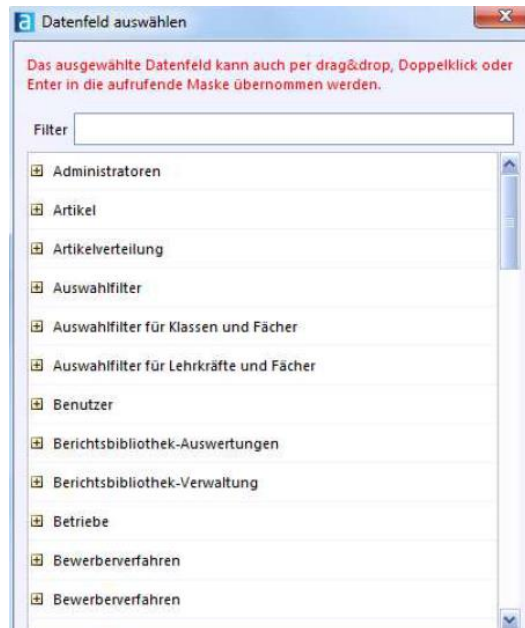 a Datenfeld auswählen
Das ausgewählte Datenfeld kann auch per drag&drop, Doppelklick oder
Enter in die aufrufende Maske übernommen werden.
Filter
Administratoren
Artikel
Artikelverteilung
Auswahlfilter
Auswahlfilter für Klassen und Fächer
Auswahlfilter für Lehrkräfte und Fächer
Benutzer
Berichtsbibliothek-Auswertungen
Berichtsbibliothek-Verwaltung
Betriebe
Bewerberverfahren
Bewerberverfahren